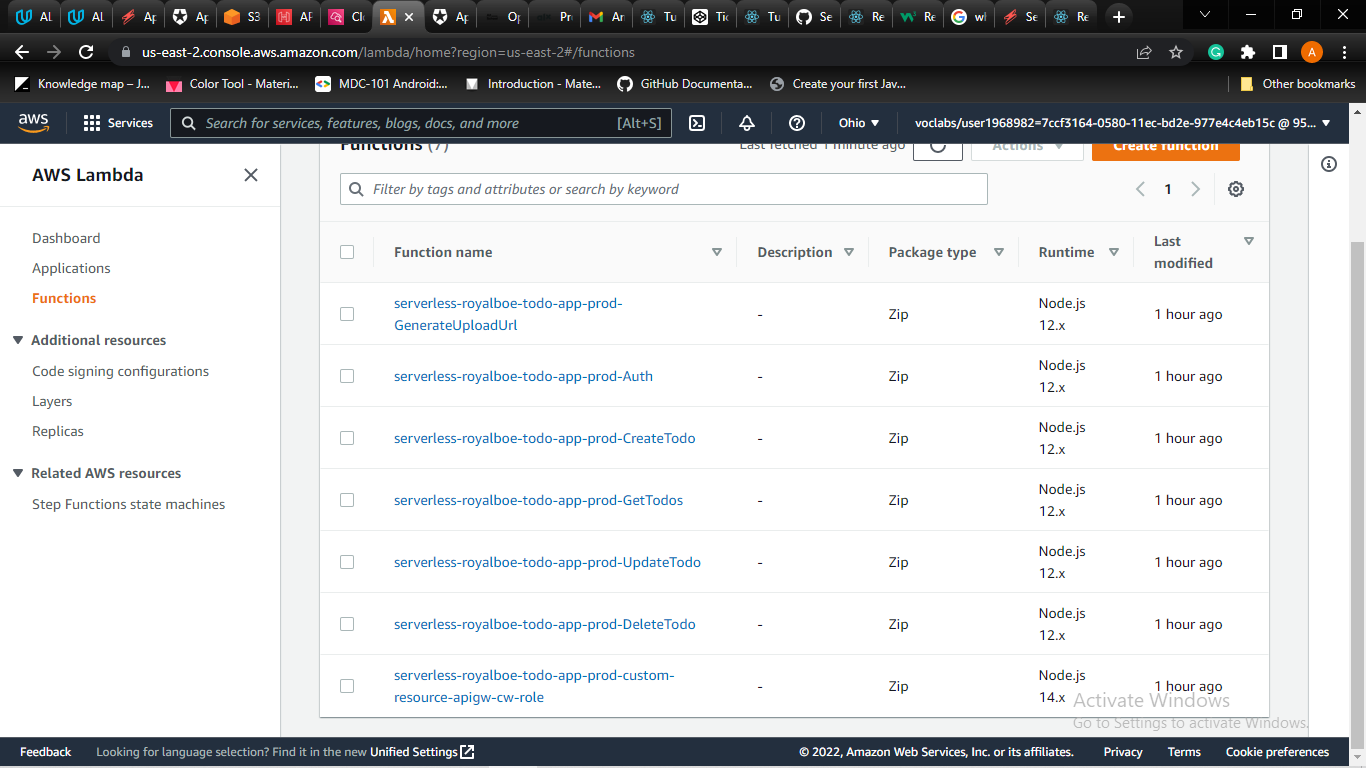 AL
AL
Ap
Ap
S3
AP
Cl
Ap
Op
Pr
An
Tu
Tic
Tu
Se
Re
Re
wl
Se
Re
us-east-2.console.aws.amazon.com/lambda/home?region=us-east-2#/functions
A
Knowledge map – J...
Color Tool - Materi...
MDC-101 Android:...
Introduction - Mate...
GitHub Documenta...
Create your first Jav...
Other bookmarks
aws
Services
Search for services, features, blogs, docs, and more
[Alt+S]
Ohio
voclabs/user1968982=7ccf3164-0580-11ec-bd2e-977e4c4eb15c @ 95...
AWS Lambda
Dashboard
Applications
Functions
Additional resources
Code signing configurations
Layers
Replicas
Related AWS resources
Step Functions state machines
Functions (7)
Last fetched 1 minute ago
Actions
Create function
Filter by tags and attributes or search by keyword
1
Function name
Description
Package type
Runtime
Last
modified
serverless-royalboe-todo-app-prod-
GenerateUploadUrl
-
Zip
Node.js
12.x
1 hour ago
serverless-royalboe-todo-app-prod-Auth
-
Zip
Node.js
12.x
1 hour ago
serverless-royalboe-todo-app-prod-CreateTodo
-
Zip
Node.js
12.x
1 hour ago
serverless-royalboe-todo-app-prod-GetTodos
-
Zip
Node.js
12.x
1 hour ago
serverless-royalboe-todo-app-prod-UpdateTodo
-
Zip
Node.js
12.x
1 hour ago
serverless-royalboe-todo-app-prod-DeleteTodo
-
Zip
Node.js
12.x
1 hour ago
serverless-royalboe-todo-app-prod-custom-
resource-apigw-cw-role
-
Zip
Node.js
14.x
1 hour ago
Activate Windows
Go to Settings to activate Windows.
Feedback
Looking for language selection? Find it in the new Unified Settings
© 2022, Amazon Web Services, Inc. or its affiliates.
Privacy
Terms
Cookie preferences